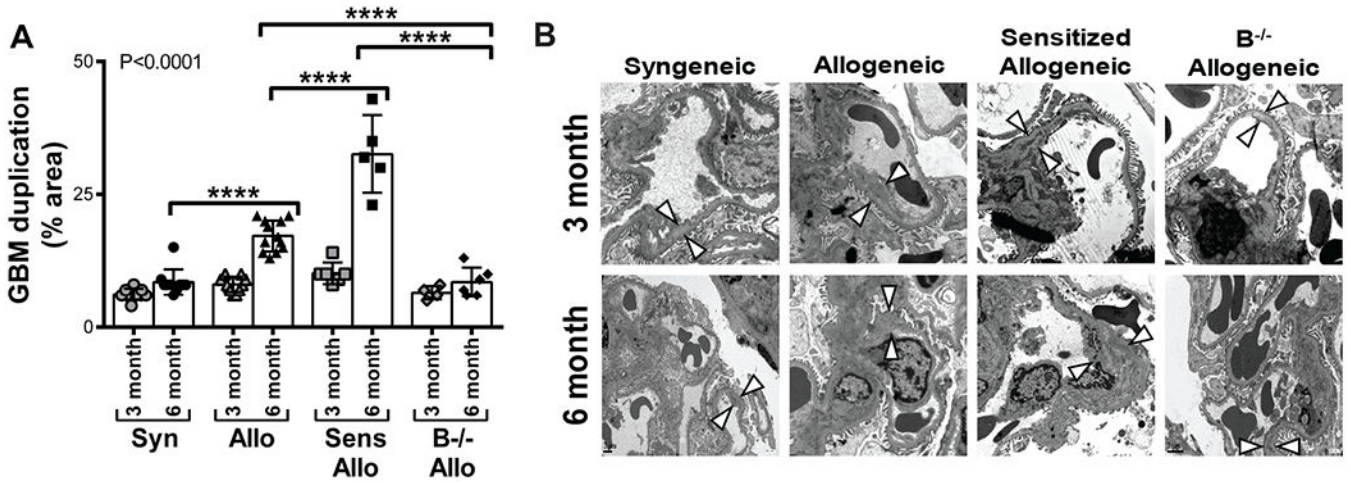 A
****
****
P<0.0001
****
****
50
25
0
GBM duplication
(% area)
3 month
6 month
3 month
6 month
3 month
6 month
3 month
6 month
Syn
Allo
Sens
Allo
B-/-
Allo
B
Syngeneic
Allogeneic
Sensitized
Allogeneic
B-/-
Allogeneic
3 month
6 month